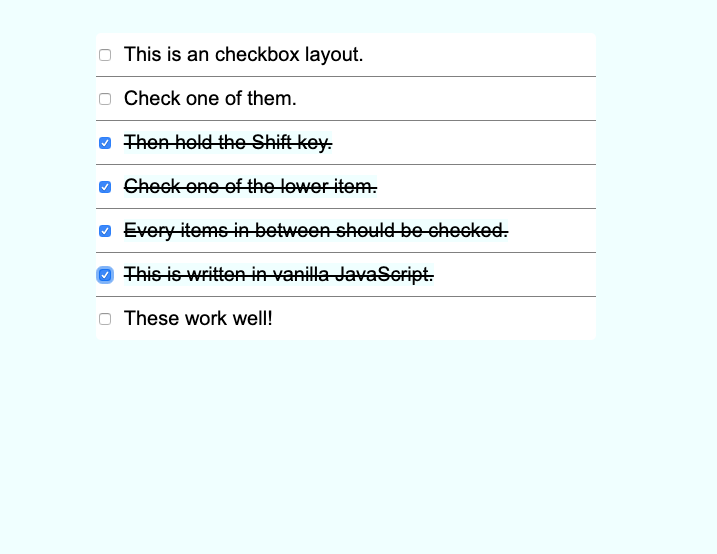 This is an checkbox layout.
Check one of them.
Then hold the Shift key.
Check one of the lower item.
Every items in between should be checked.
This is written in vanilla JavaScript.
These work well!